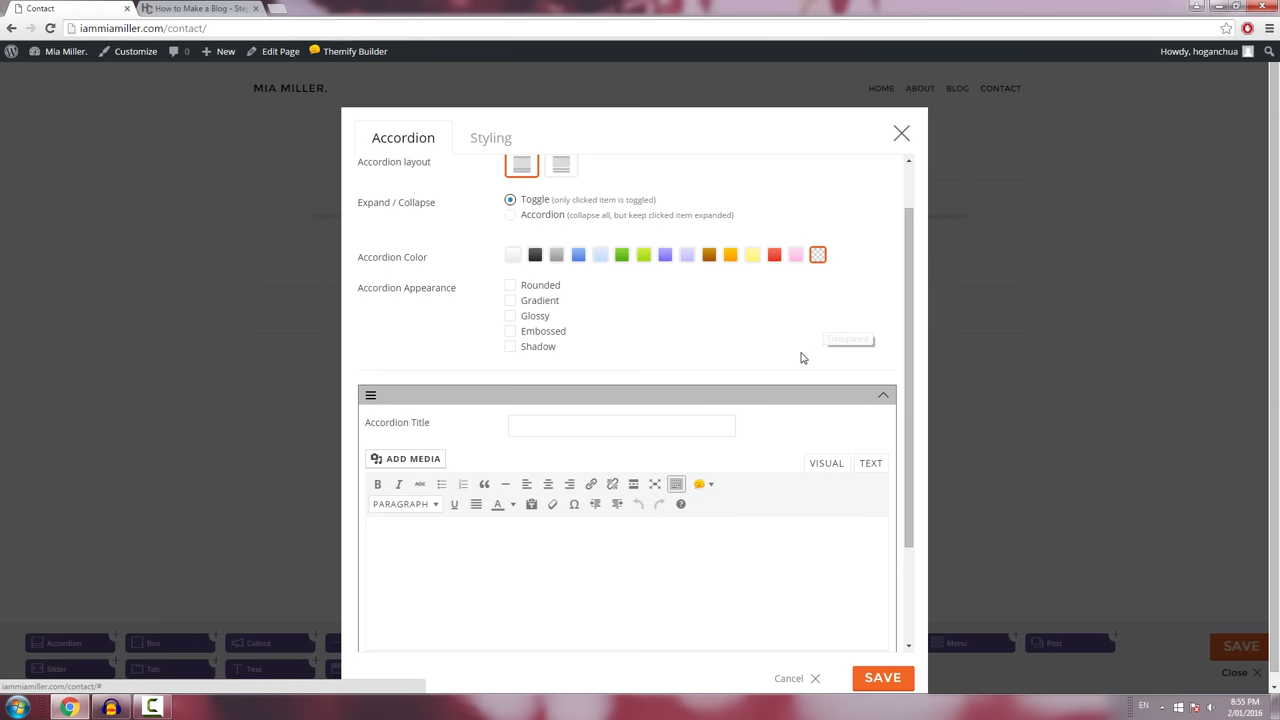 Contact
How to Make a Blog - Ste
iammiamiller.com/contact/
Mia Miller.
Customize
0
New
Edit Page
Themify Builder
Howdy, hoganchua
MIA MILLER.
HOME
ABOUT
BLOG
CONTACT
Accordion
Styling
Accordion layout
Expand / Collapse
Toggle (only clicked item is toggled)
Accordion (collapse all, but keep clicked item expanded)
Accordion Color
Accordion Appearance
Rounded
Gradient
Glossy
Embossed
Shadow
Transparent
Accordion Title
ADD MEDIA
VISUAL
TEXT
PARAGRAPH
Accordion
Box
Callout
Menu
Post
SAVE
Slider
Tab
Text
Close
Cancel
SAVE
iammiamiller.com/contact/#
EN
8:55 PM
2/01/2016